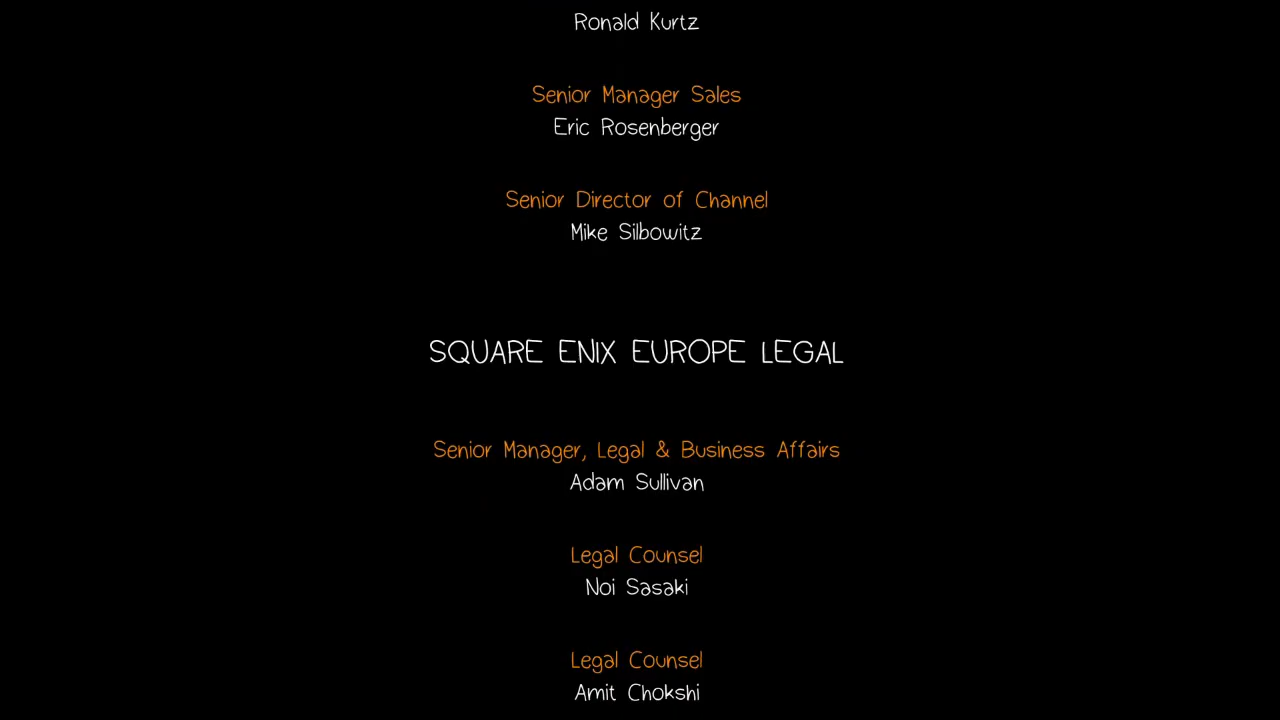 Ronald Kurtz
Senior Manager Sales
Eric Rosenberger
Senior Director of Channel
Mike Silbowitz
SQUARE ENIX EUROPE LEGAL
Senior Manager, Legal & Business Affairs
Adam Sullivan
Legal Counsel
Noi Sasaki
Legal Counsel
Amit Chokshi